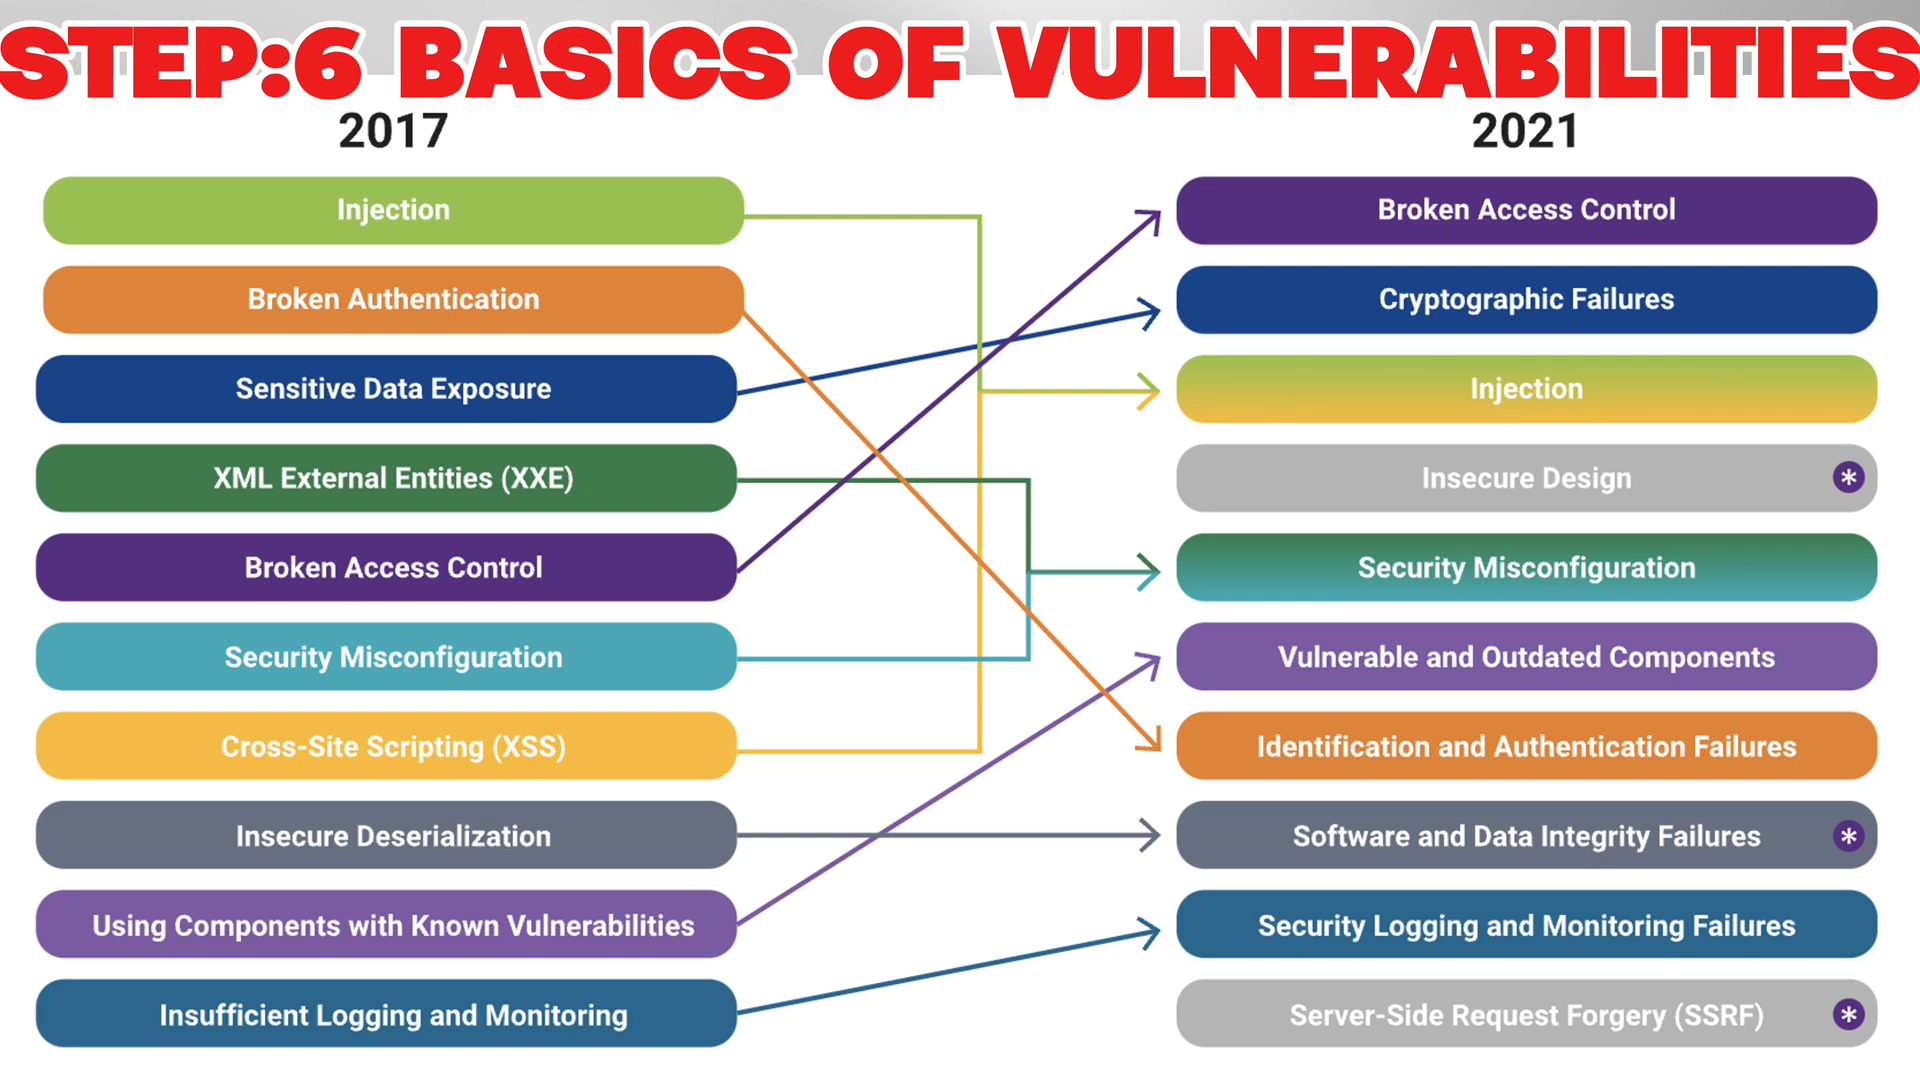 STEP:6 BASICS OF VULNERABILITIES
2017
2021
Injection
Broken Authentication
Sensitive Data Exposure
XML External Entities (XXE)
Broken Access Control
Security Misconfiguration
Cross-Site Scripting (XSS)
Insecure Deserialization
Using Components with Known Vulnerabilities
Insufficient Logging and Monitoring
Broken Access Control
Cryptographic Failures
Injection
Insecure Design *
Security Misconfiguration
Vulnerable and Outdated Components
Identification and Authentication Failures
Software and Data Integrity Failures *
Security Logging and Monitoring Failures
Server-Side Request Forgery (SSRF) *